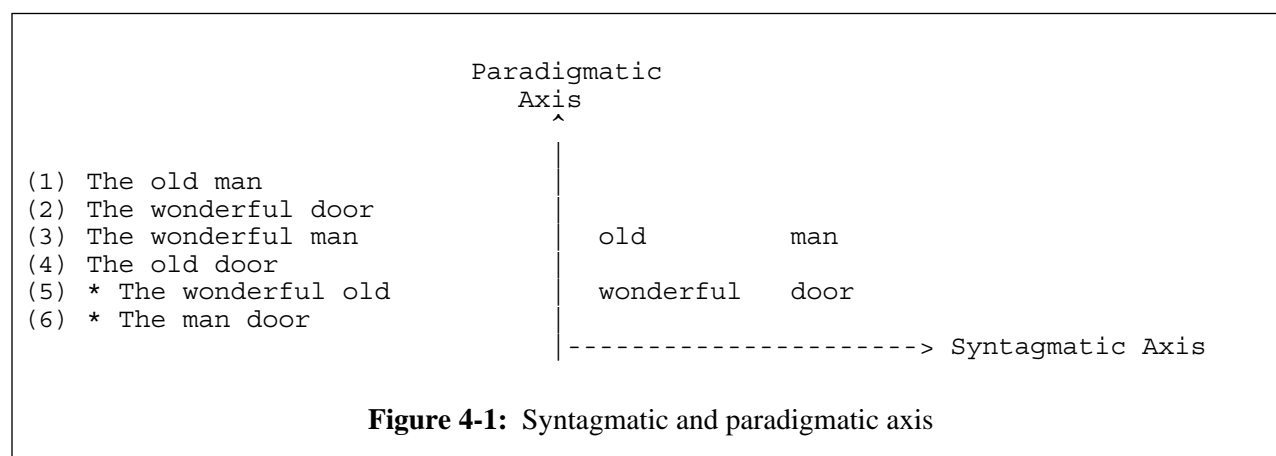 Paradigmatic
Axis
^
(1) The old man
(2) The wonderful door
(3) The wonderful man | old man
(4) The old door
(5) * The wonderful old | wonderful door
(6) * The man door
|----------------------> Syntagmatic Axis
Figure 4-1: Syntagmatic and paradigmatic axis